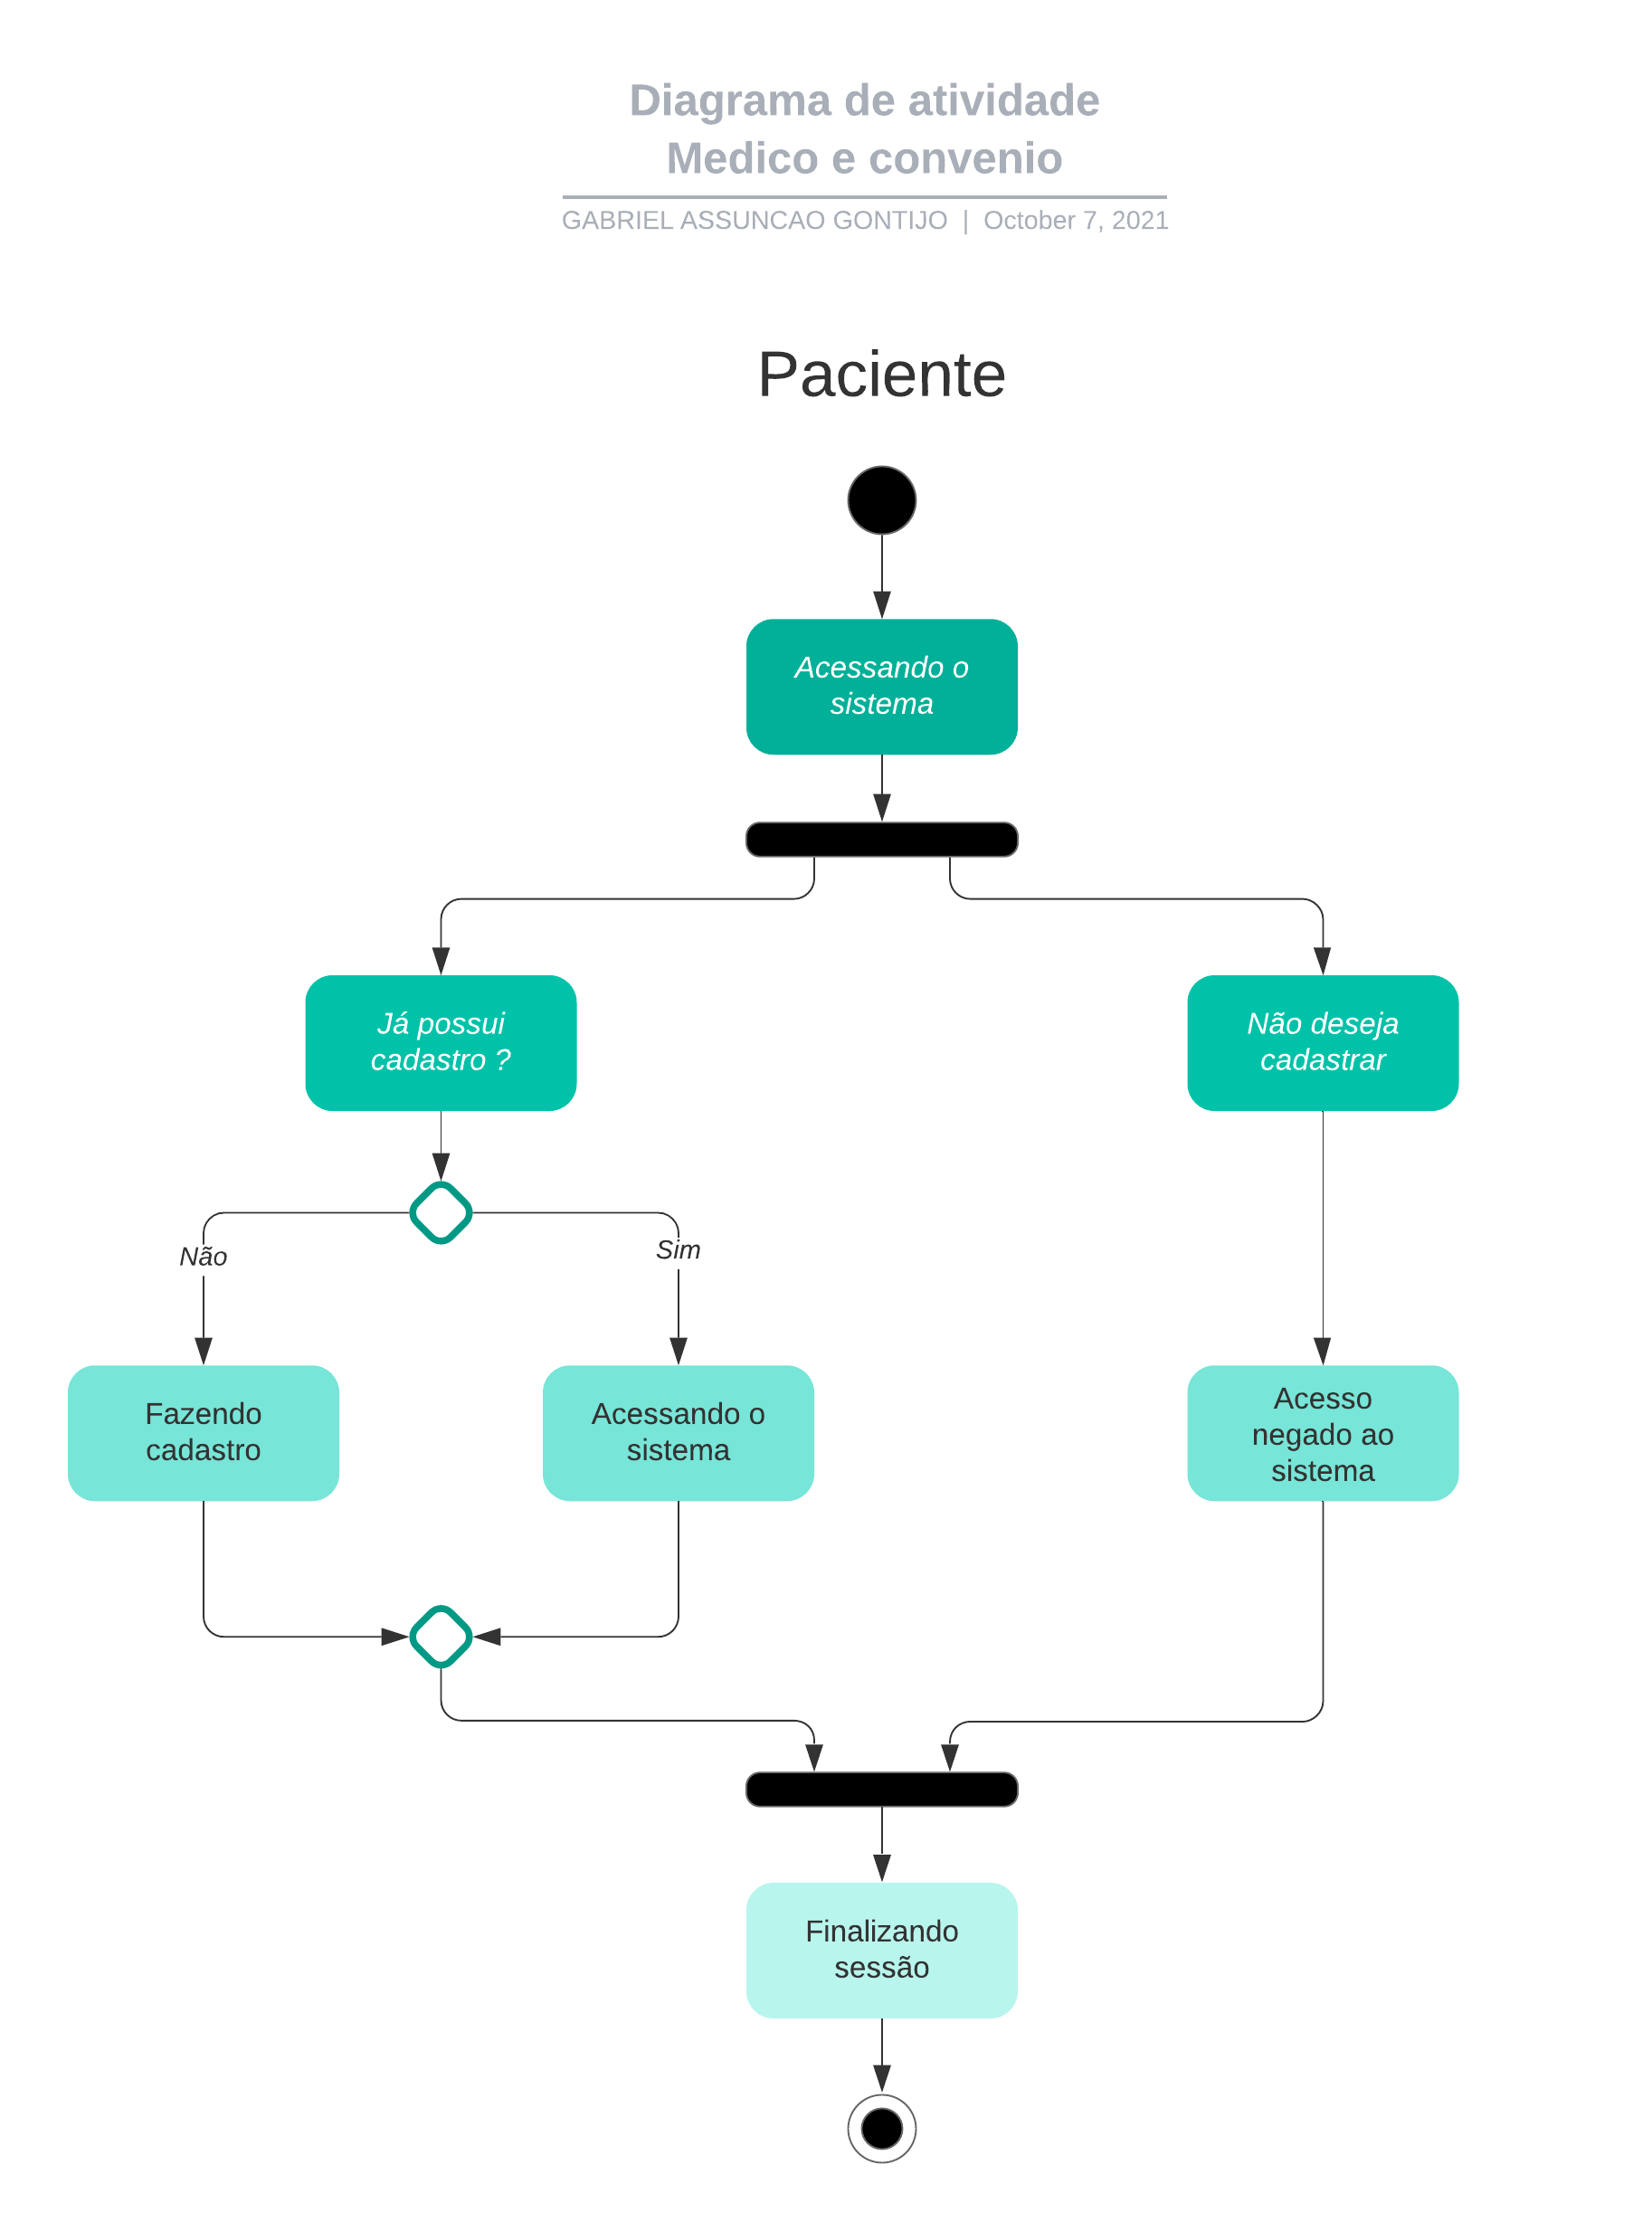 Diagrama de atividade
Medico e convenio
GABRIEL ASSUNCAO GONTIJO | October 7, 2021
Paciente
Acessando o
sistema
Já possui
cadastro ?
Não deseja
cadastrar
Não
Sim
Fazendo
cadastro
Acessando o
sistema
Acesso
negado ao
sistema
Finalizando
sessão